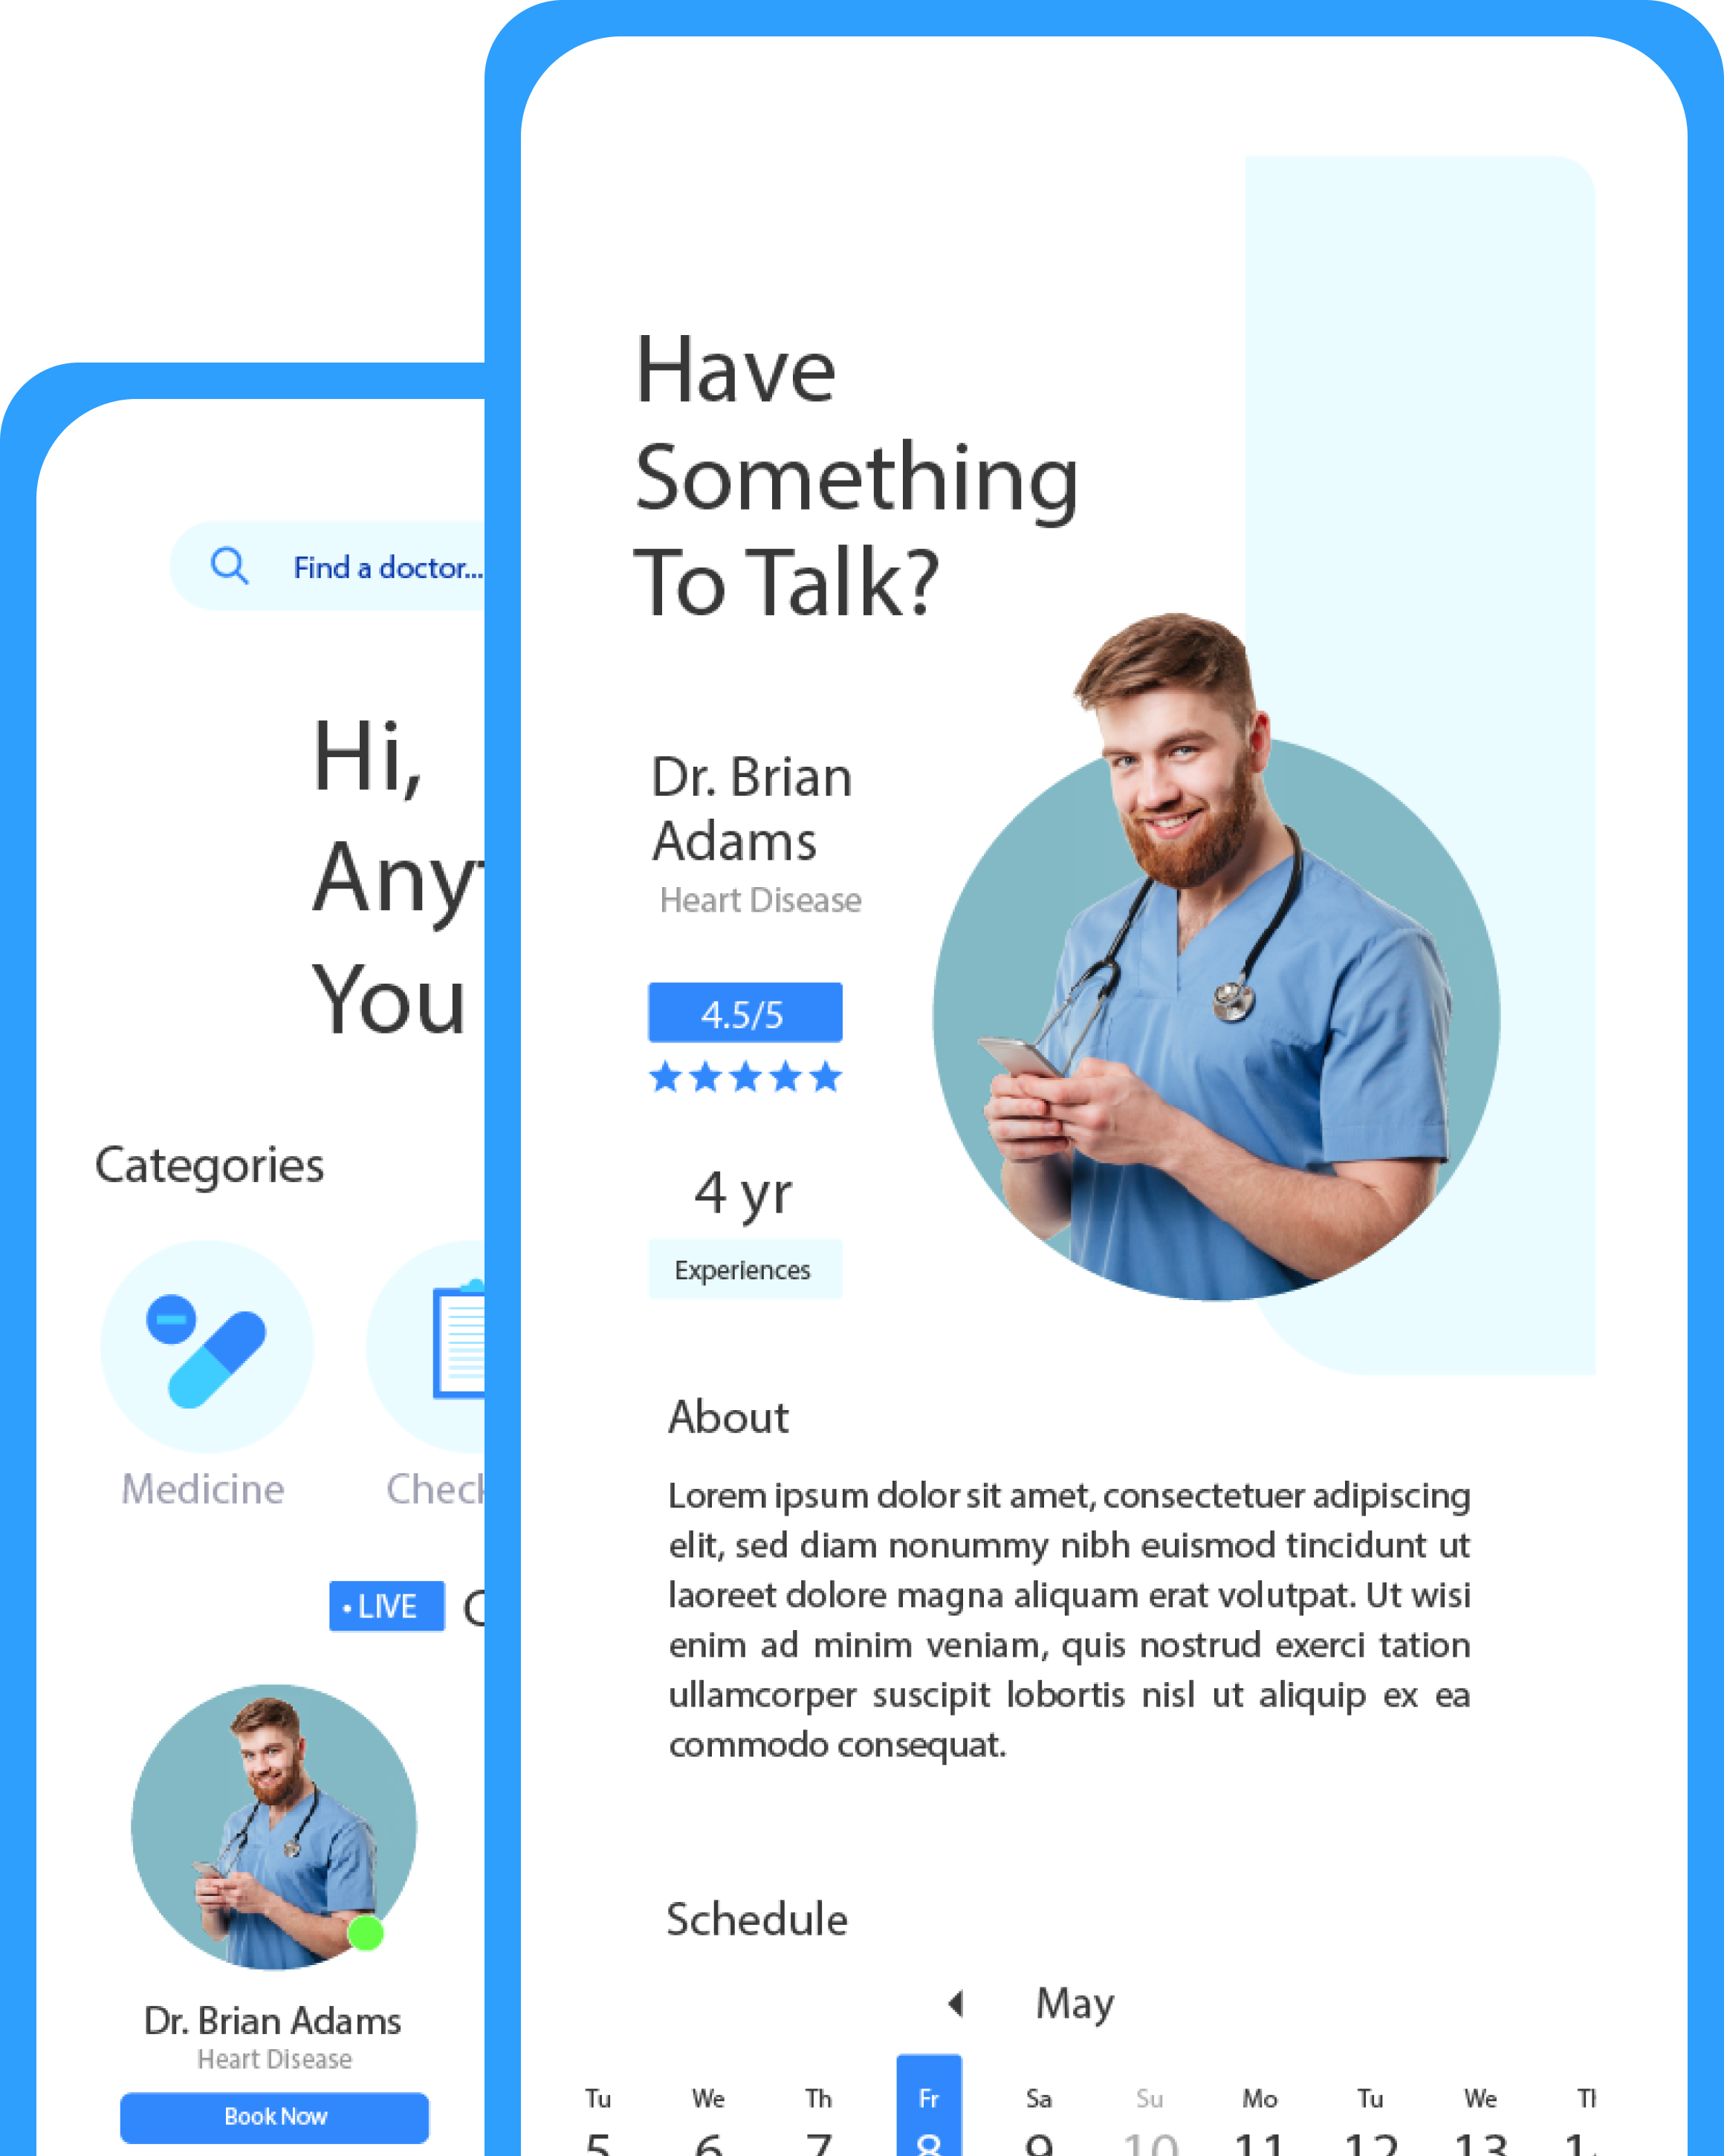 Find a doctor...
Hi,
You
Categories
Medicine
• LIVE
Dr. Brian Adams
Heart Disease
Book Now
Have
Something
To Talk?
Dr. Brian
Adams
Heart Disease
4.5/5
4 yr
Experiences
About
Lorem ipsum dolor sit amet, consectetuer adipiscing
elit, sed diam nonummy nibh euismod tincidunt ut
laoreet dolore magna aliquam erat volutpat. Ut wisi
enim ad minim veniam, quis nostrud exerci tation
ullamcorper suscipit lobortis nisl ut aliquip ex ea
commodo consequat.
Schedule
May
Tu We Th Fr Sa Su Mo Tu We Th
5 6 7 8 9 10 11 12 13